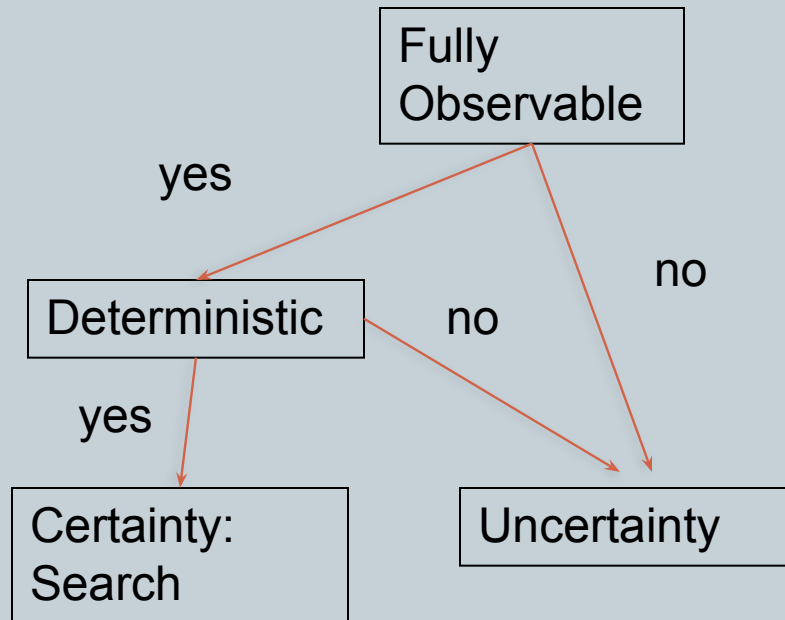 Fully
Observable
yes
no
Deterministic
no
yes
Certainty:
Search
Uncertainty